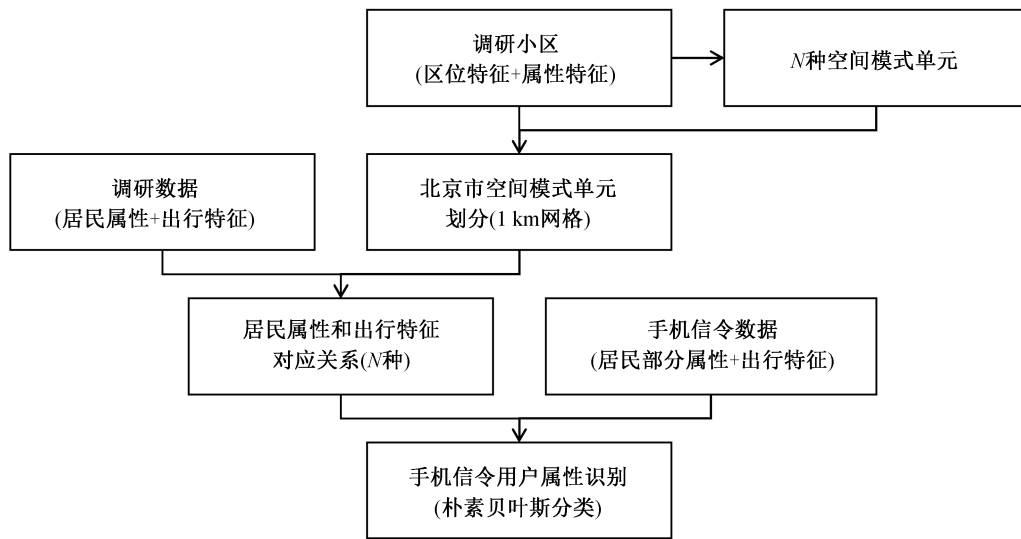 调研小区
(区位特征+属性特征)
N种空间模式单元
调研数据
(居民属性+出行特征)
北京市空间模式单元
划分(1 km网格)
居民属性和出行特征
对应关系(N种)
手机信令数据
(居民部分属性+出行特征)
手机信令用户属性识别
(朴素贝叶斯分类)